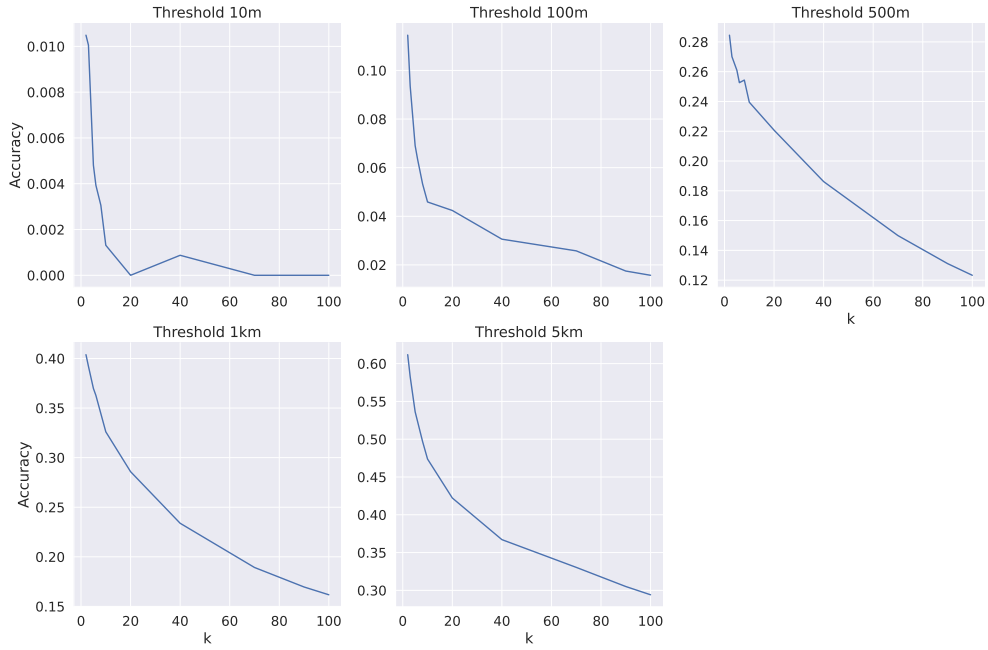 Threshold 10m
Accuracy
0.010
0.008
0.006
0.004
0.002
0.000
0 20 40 60 80 100
Threshold 100m
0.10
0.08
0.06
0.04
0.02
0 20 40 60 80 100
Threshold 500m
0.28
0.26
0.24
0.22
0.20
0.18
0.16
0.14
0.12
0 20 40 60 80 100
k
Threshold 1km
Accuracy
0.40
0.35
0.30
0.25
0.20
0.15
0 20 40 60 80 100
k
Threshold 5km
0.60
0.55
0.50
0.45
0.40
0.35
0.30
0 20 40 60 80 100
k